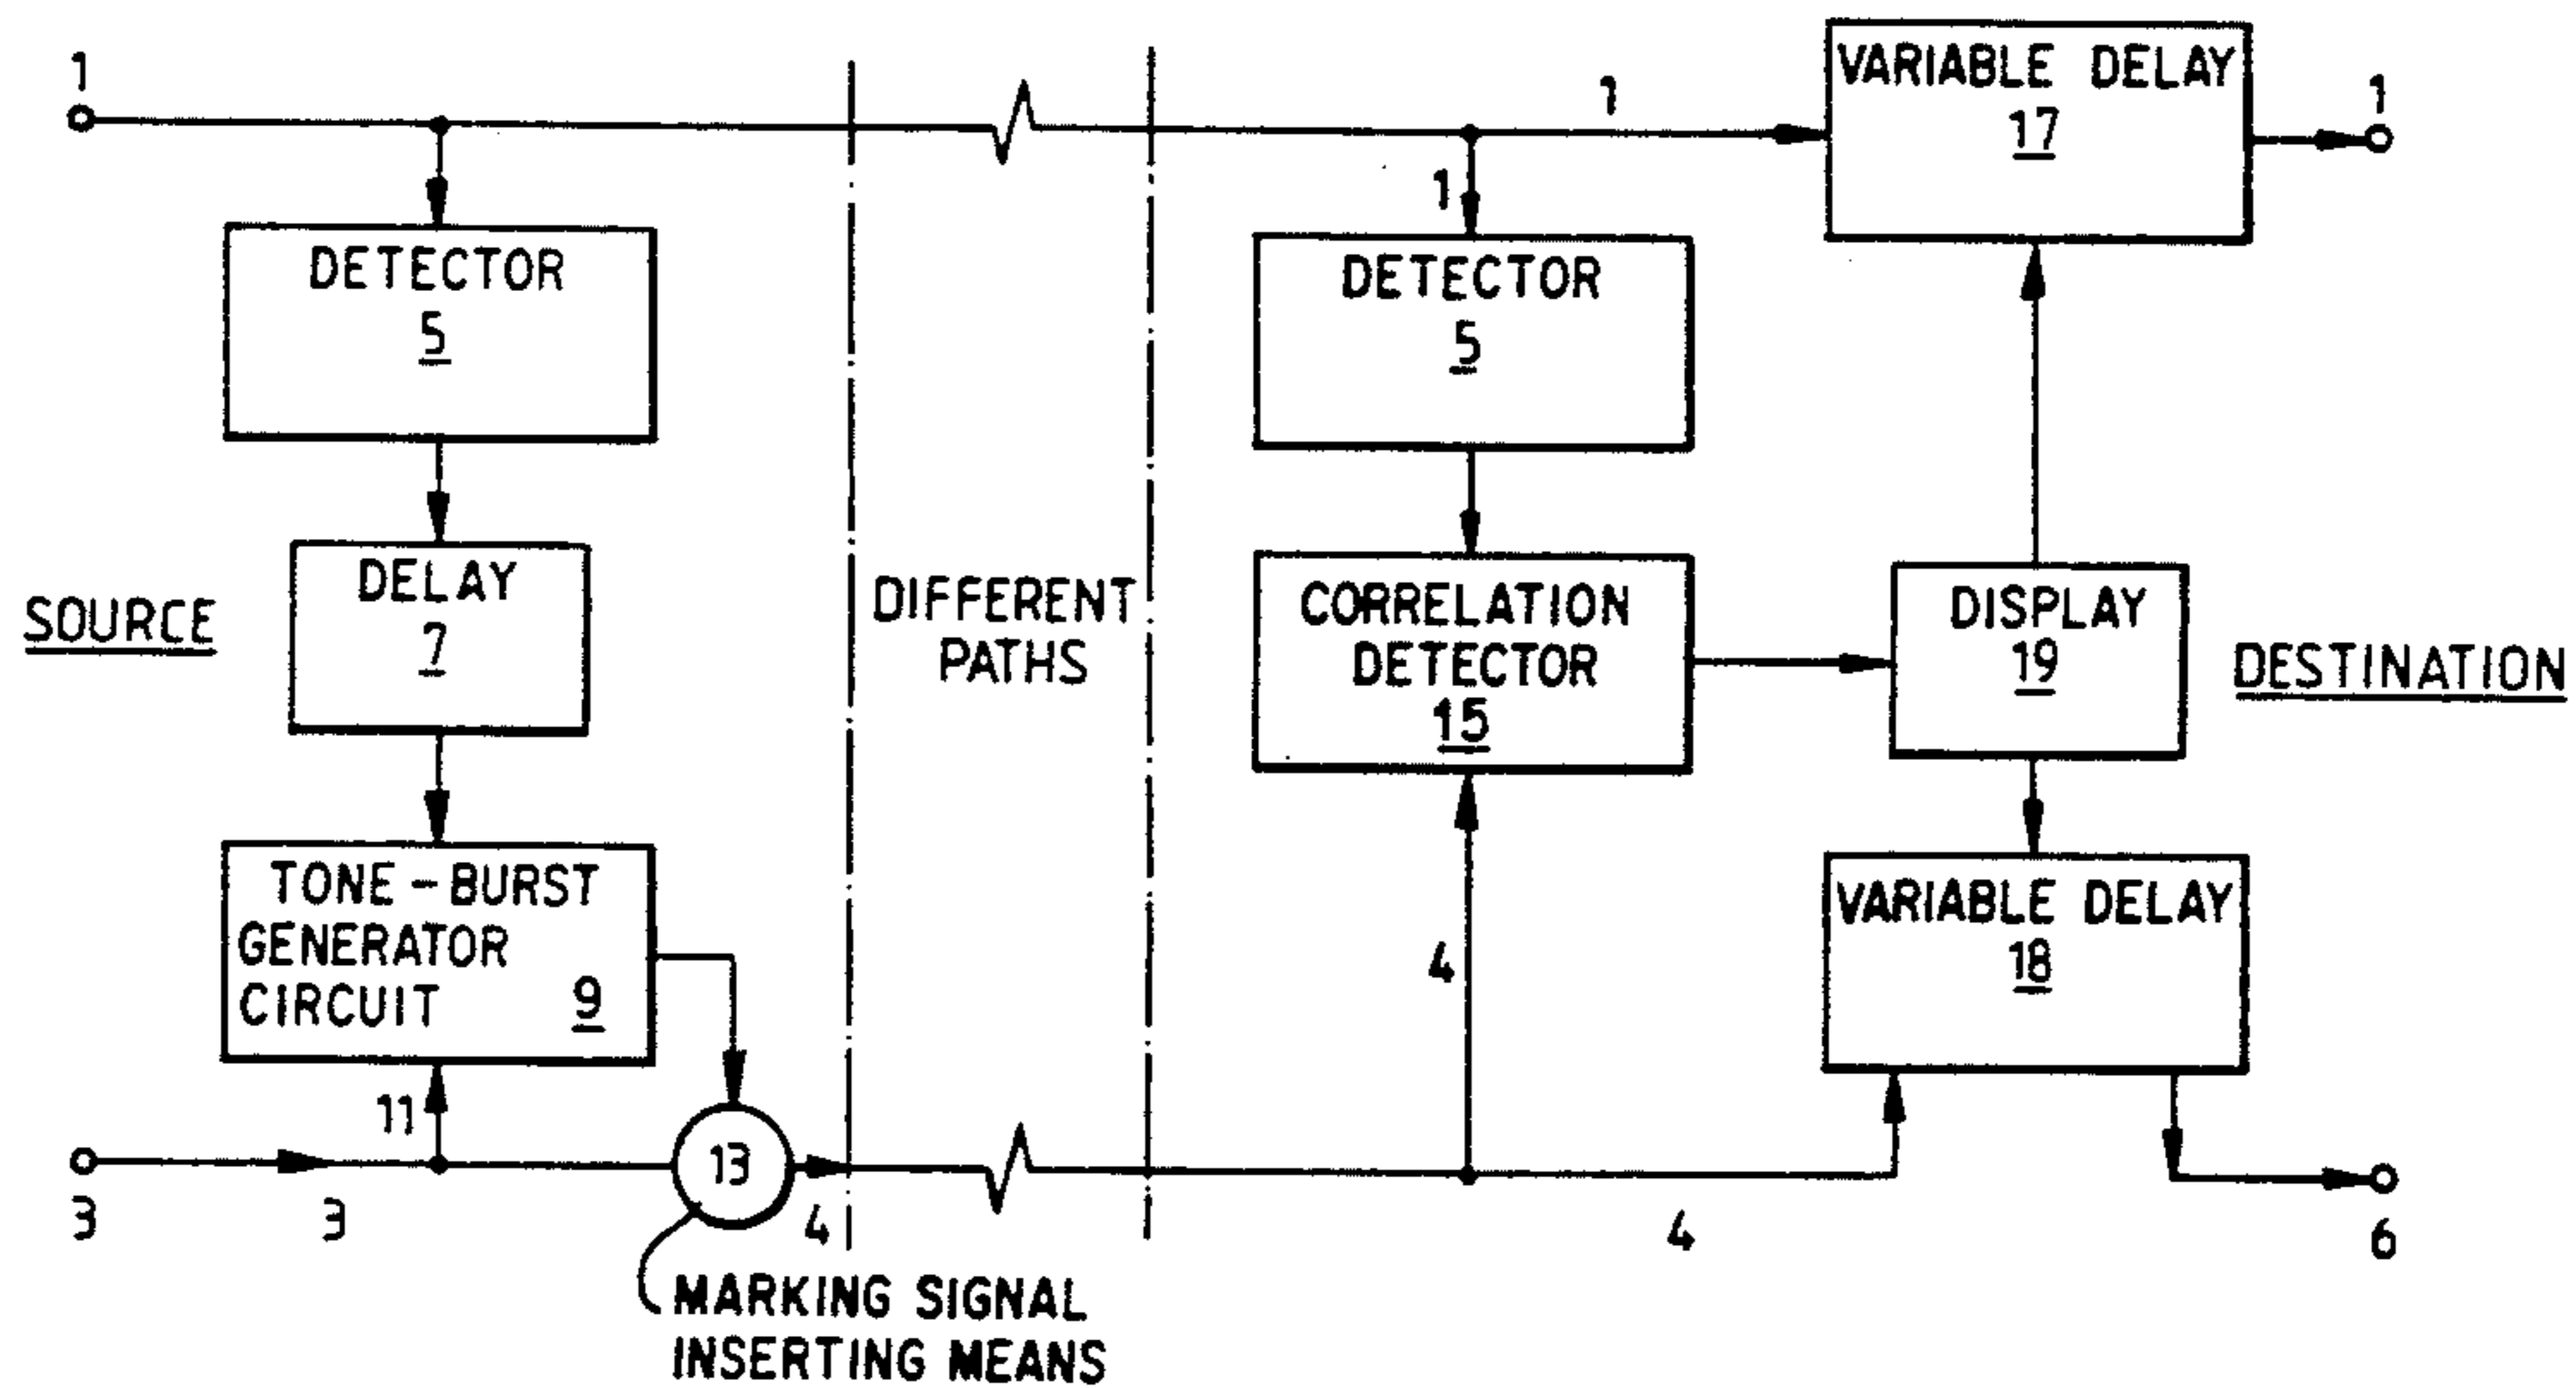 1
1
VARIABLE DELAY
17
1
1
DETECTOR
5
DETECTOR
5
SOURCE
DELAY
7
DIFFERENT
PATHS
CORRELATION
DETECTOR
15
DISPLAY
19
DESTINATION
TONE-BURST
GENERATOR
CIRCUIT 9
4
VARIABLE DELAY
18
11
13
3
3
4
4
6
MARKING SIGNAL
INSERTING MEANS